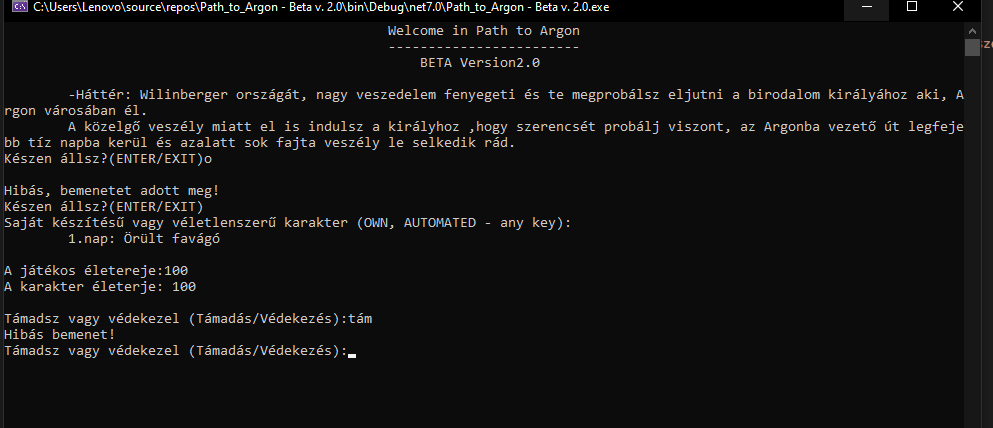 C:\Users\Lenovo\source\repos\Path_to_Argon - Beta v. 2.0\bin\Debug\net7.0\Path_to_Argon - Beta v. 2.0.exe
Welcome in Path to Argon
------------------------
BETA Version2.0
-Háttér: Wilinberger országát, nagy veszedelem fenyegeti és te megprobálsz eljutni a birodalom királyához aki, A
rgon városában él.
A közelgő veszély miatt el is indulsz a királyhoz ,hogy szerencsét probálj viszont, az Argonba vezető út legfeje
bb tíz napba kerül és azalatt sok fajta veszély le selkedik rád.
Készen állsz?(ENTER/EXIT)o
Hibás, bemenetet adott meg!
Készen állsz?(ENTER/EXIT)
Saját készítésű vagy véletlenszerű karakter (OWN, AUTOMATED - any key):
1.nap: Örült favágó
A játékos életereje:100
A karakter életerje: 100
Támadsz vagy védekezel (Támadás/Védekezés):tám
Hibás bemenet!
Támadsz vagy védekezel (Támadás/Védekezés):